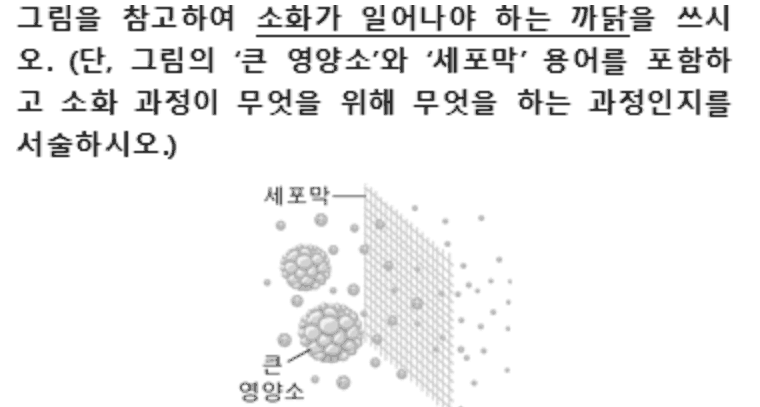 그림을 참고하여 소화가 일어나야 하는 까닭을 쓰시
오. (단, 그림의 ‘큰 영양소’와 ‘세포막’ 용어를 포함하
고 소화 과정이 무엇을 위해 무엇을 하는 과정인지를
서술하시오.)
세포막
큰
영양소